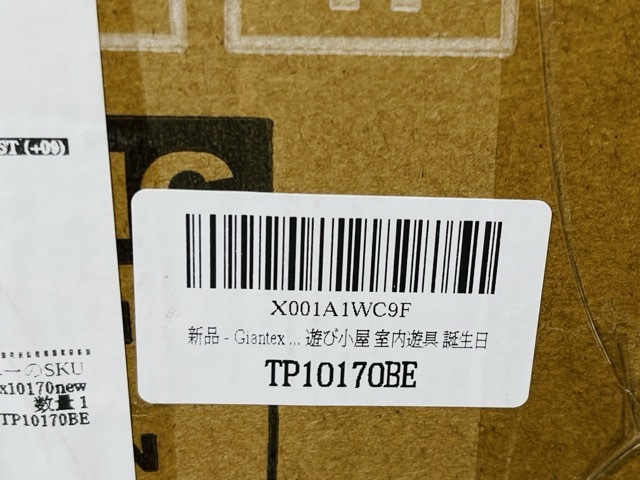 ST (+09)
X001A1WC9F
新品 - Giantex ... 遊び小屋 室内遊具 誕生日
TP10170BE
ーのSKU
x10170new
数量 1
TP10170BE